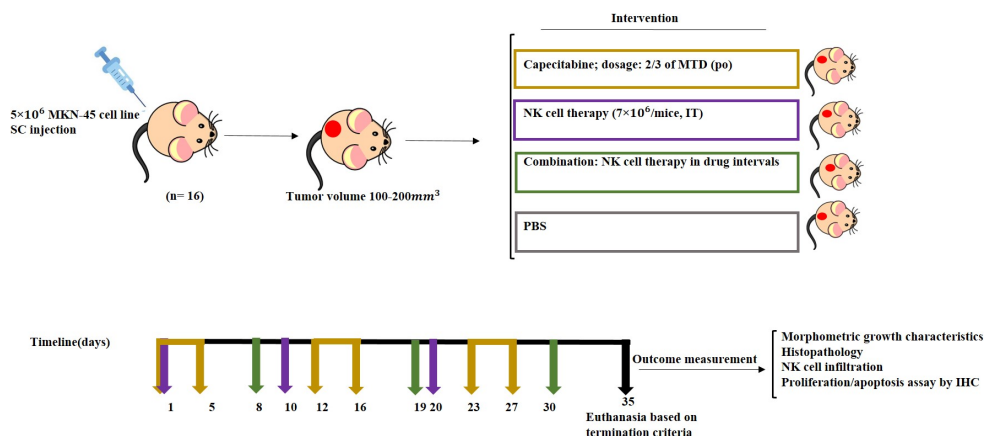 Intervention
5×10⁶ MKN-45 cell line
SC injection
(n= 16)
Tumor volume 100-200𝑚𝑚³
Capecitabine; dosage: 2/3 of MTD (po)
NK cell therapy (7×10⁶/mice, IT)
Combination: NK cell therapy in drug intervals
PBS
Timeline(days)
1
5
8
10
12
16
19
20
23
27
30
35
Euthanasia based on
termination criteria
Outcome measurement
Morphometric growth characteristics
Histopathology
NK cell infiltration
Proliferation/apoptosis assay by IHC